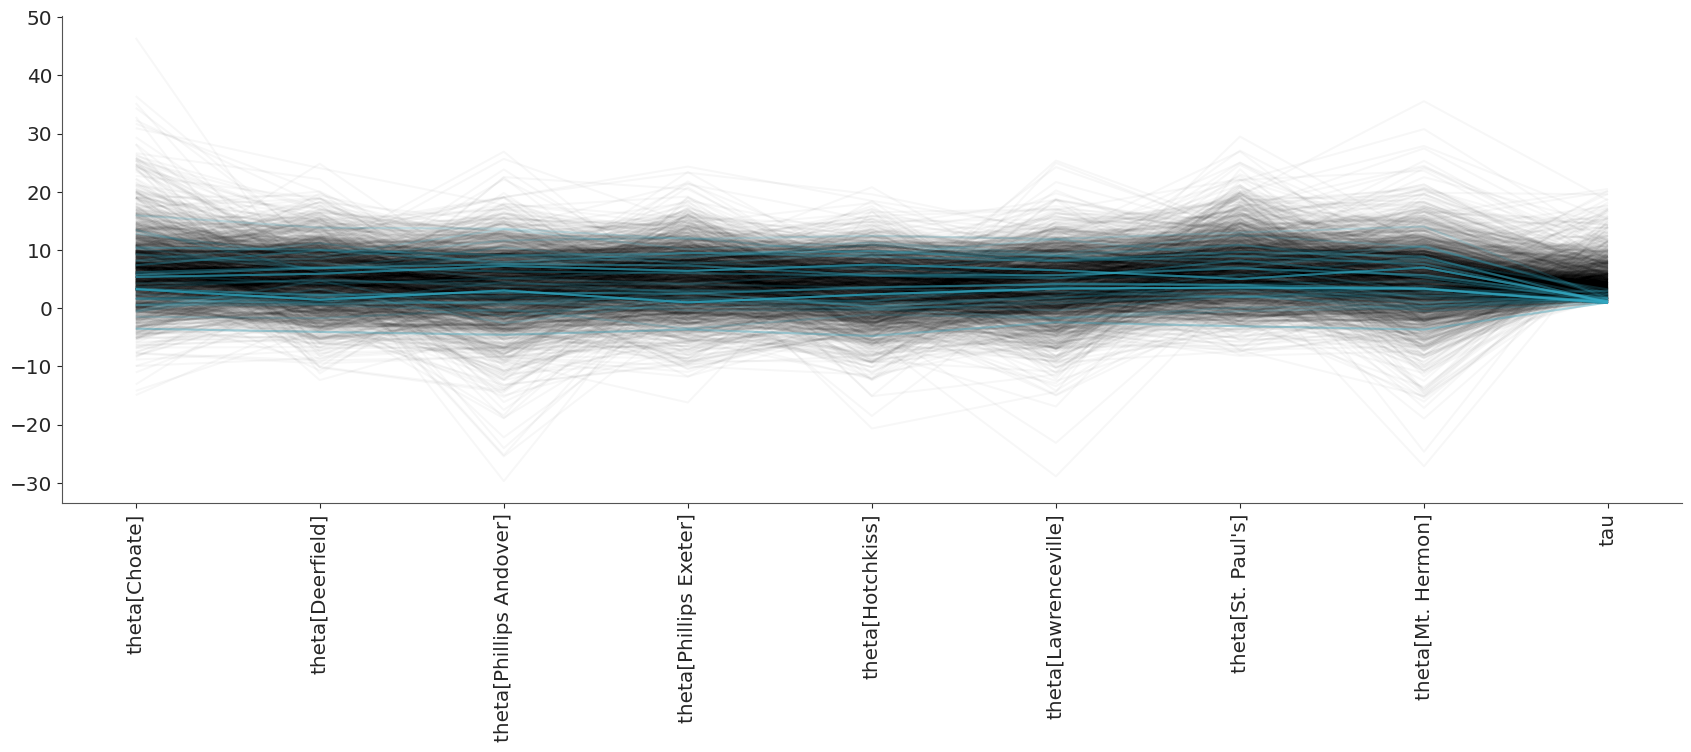 50
40
30
20
10
0
−10
−20
−30
theta[Choate]
theta[Deerfield]
theta[Phillips Andover]
theta[Phillips Exeter]
theta[Hotchkiss]
theta[Lawrenceville]
theta[St. Paul's]
theta[Mt. Hermon]
tau